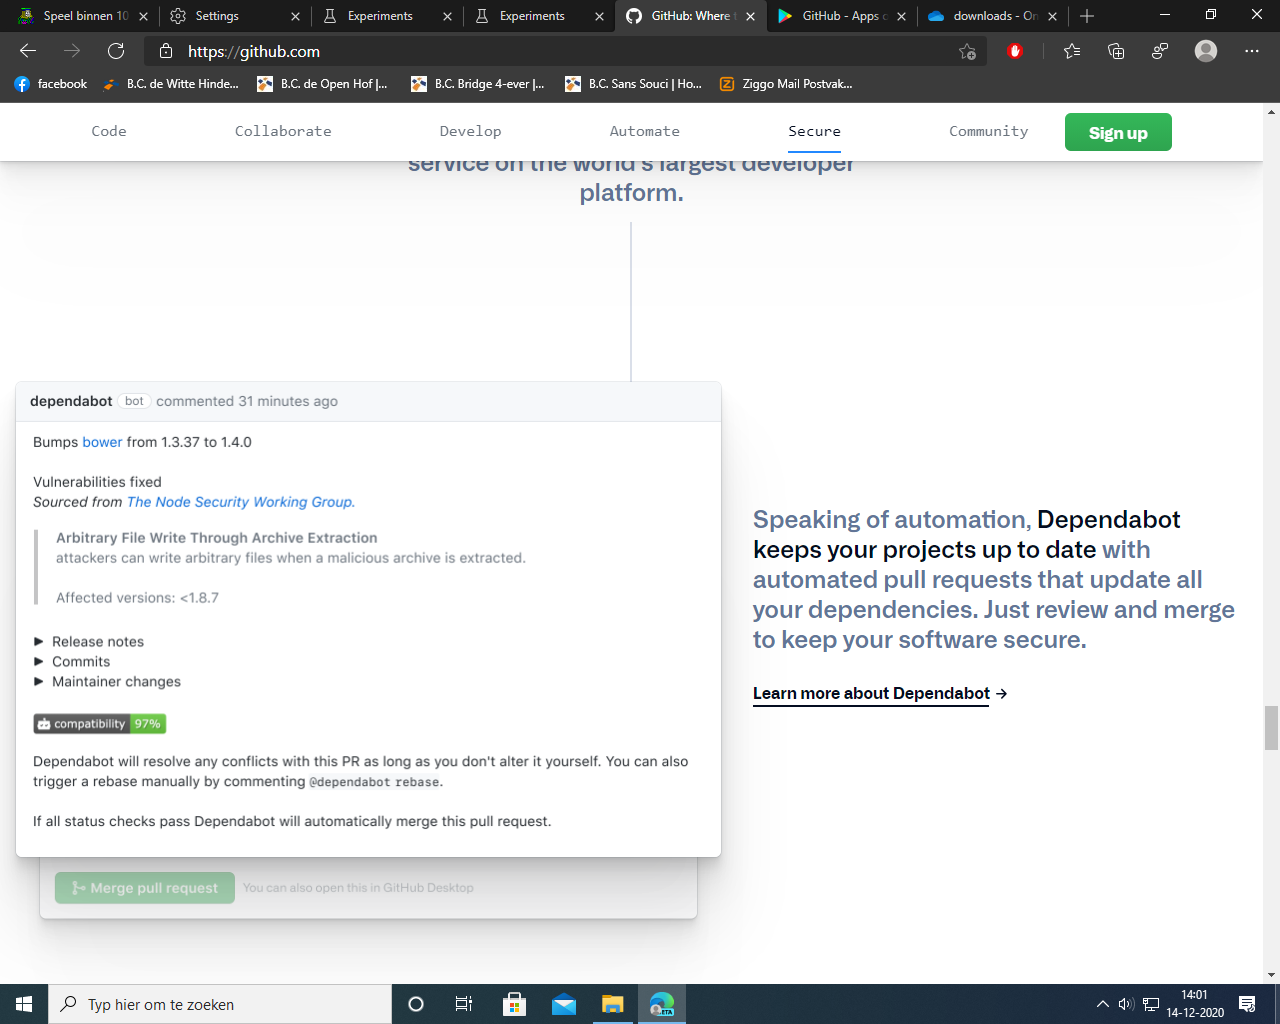 Speel binnen 10
Settings
Experiments
Experiments
GitHub: Where
GitHub - Apps
downloads - On
https://github.com
facebook
B.C. de Witte Hinde...
B.C. de Open Hof |...
B.C. Bridge 4-ever |...
B.C. Sans Souci | Ho...
Ziggo Mail Postvak...
Code
Collaborate
Develop
Automate
Secure
Community
Sign up
service on the world's largest developer
platform.
dependabot bot commented 31 minutes ago
Bumps bower from 1.3.37 to 1.4.0
Vulnerabilities fixed
Sourced from The Node Security Working Group.
Arbitrary File Write Through Archive Extraction
attackers can write arbitrary files when a malicious archive is extracted.
Affected versions: <1.8.7
Release notes
Commits
Maintainer changes
compatibility 97%
Dependabot will resolve any conflicts with this PR as long as you don't alter it yourself. You can also
trigger a rebase manually by commenting @dependabot rebase.
If all status checks pass Dependabot will automatically merge this pull request.
Merge pull request
You can also open this in GitHub Desktop
Speaking of automation, Dependabot
keeps your projects up to date with
automated pull requests that update all
your dependencies. Just review and merge
to keep your software secure.
Learn more about Dependabot →
Typ hier om te zoeken
BETA
14:01
14-12-2020